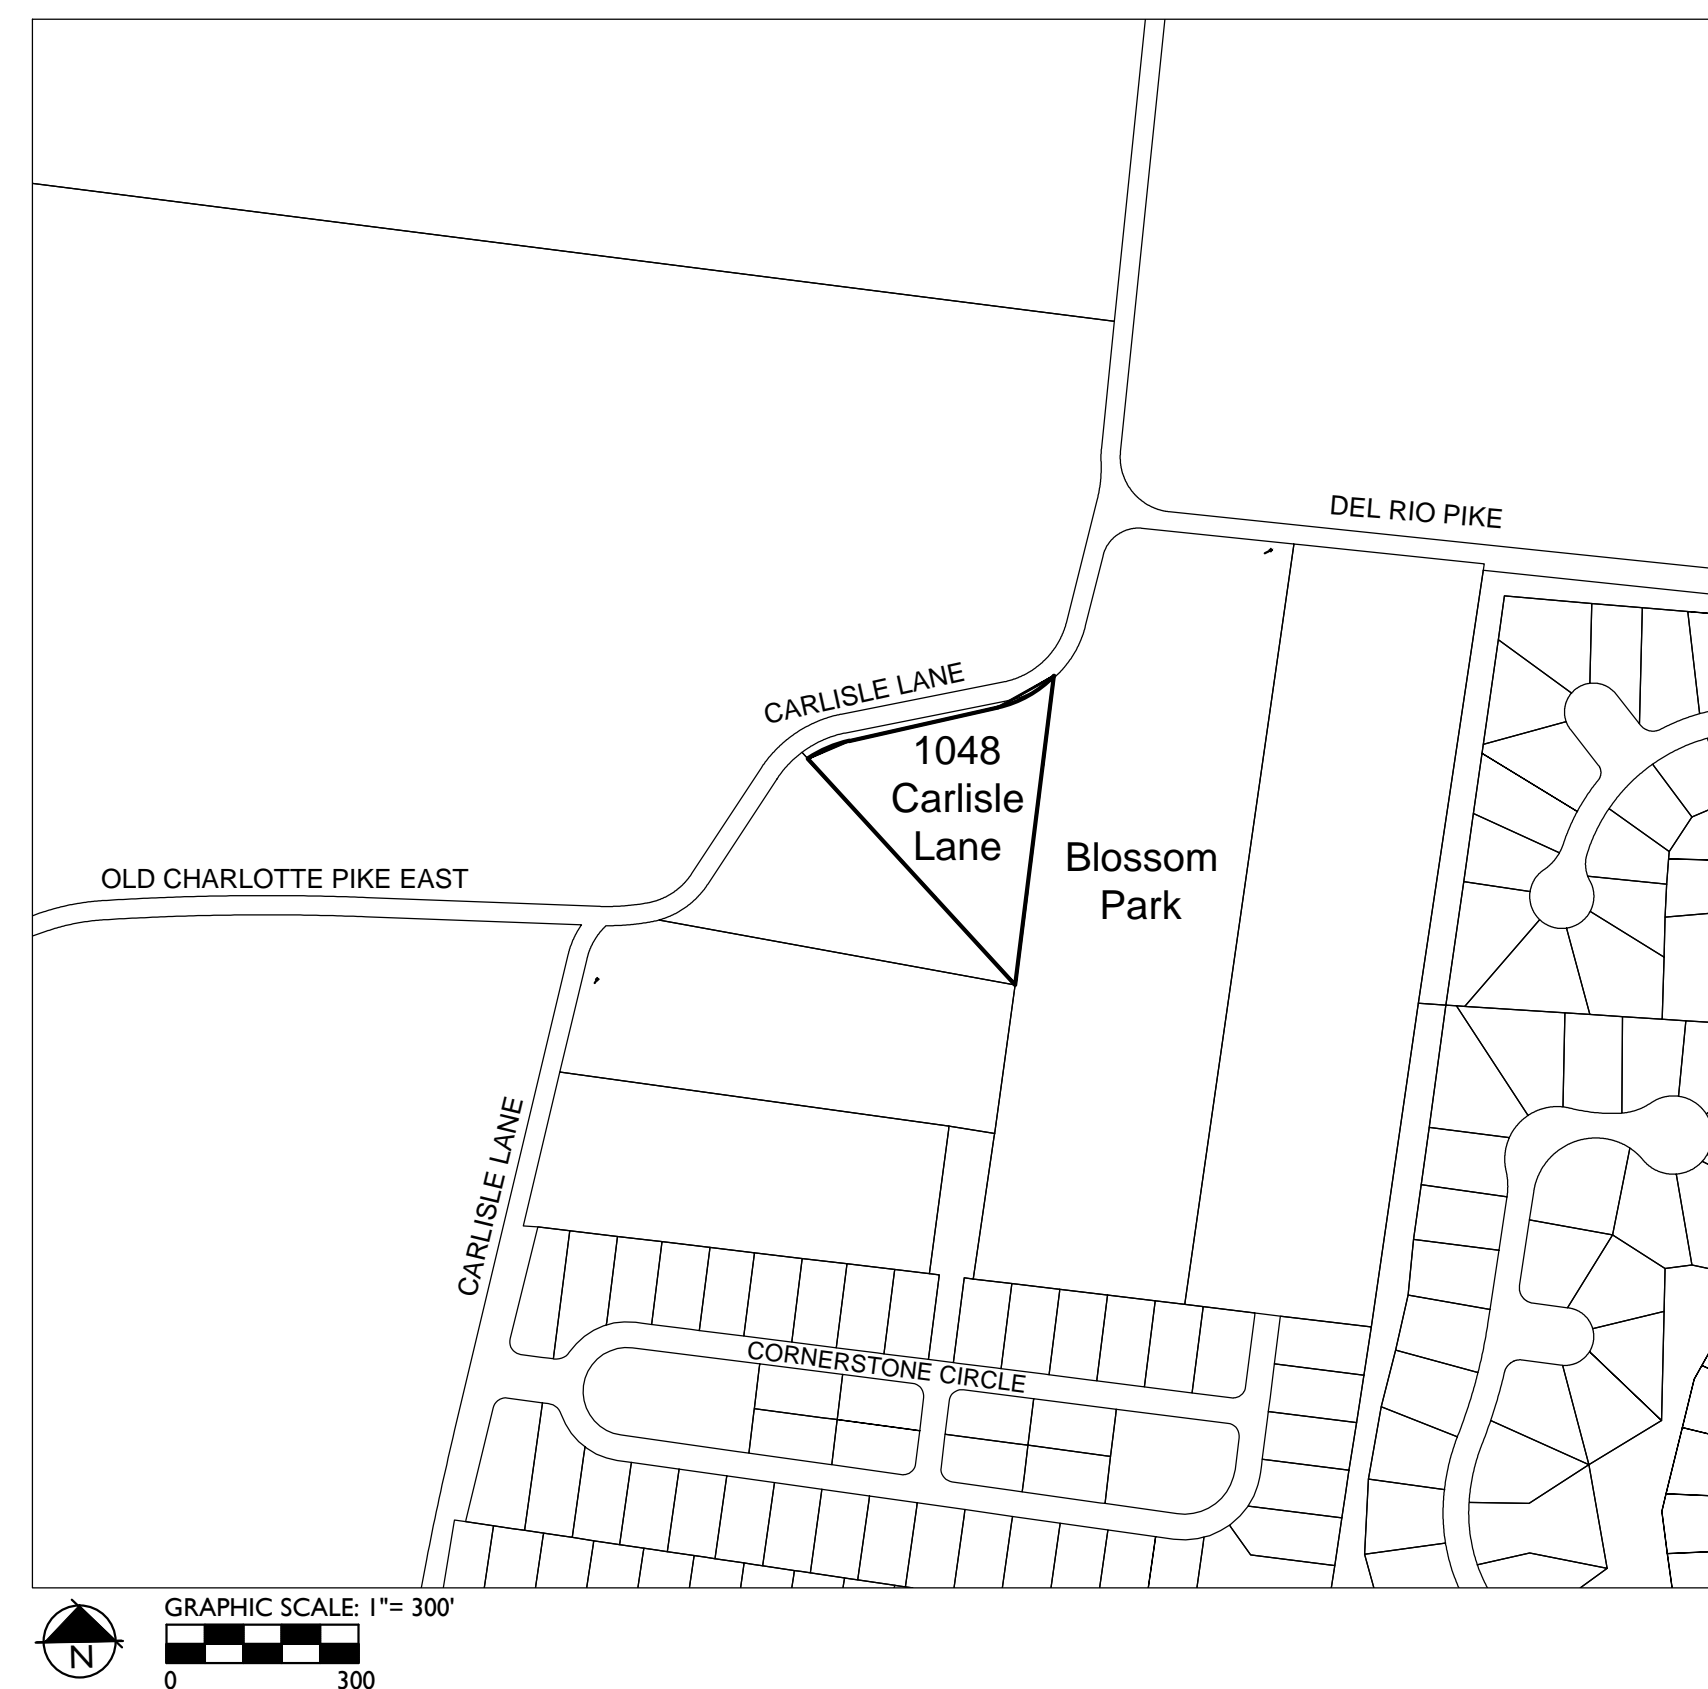 DEL RIO PIKE
CARLISLE LANE
1048
Carlisle
Lane
Blossom
Park
OLD CHARLOTTE PIKE EAST
CARLISLE LANE
CORNERSTONE CIRCLE
N
GRAPHIC SCALE: 1"= 300'
0 300